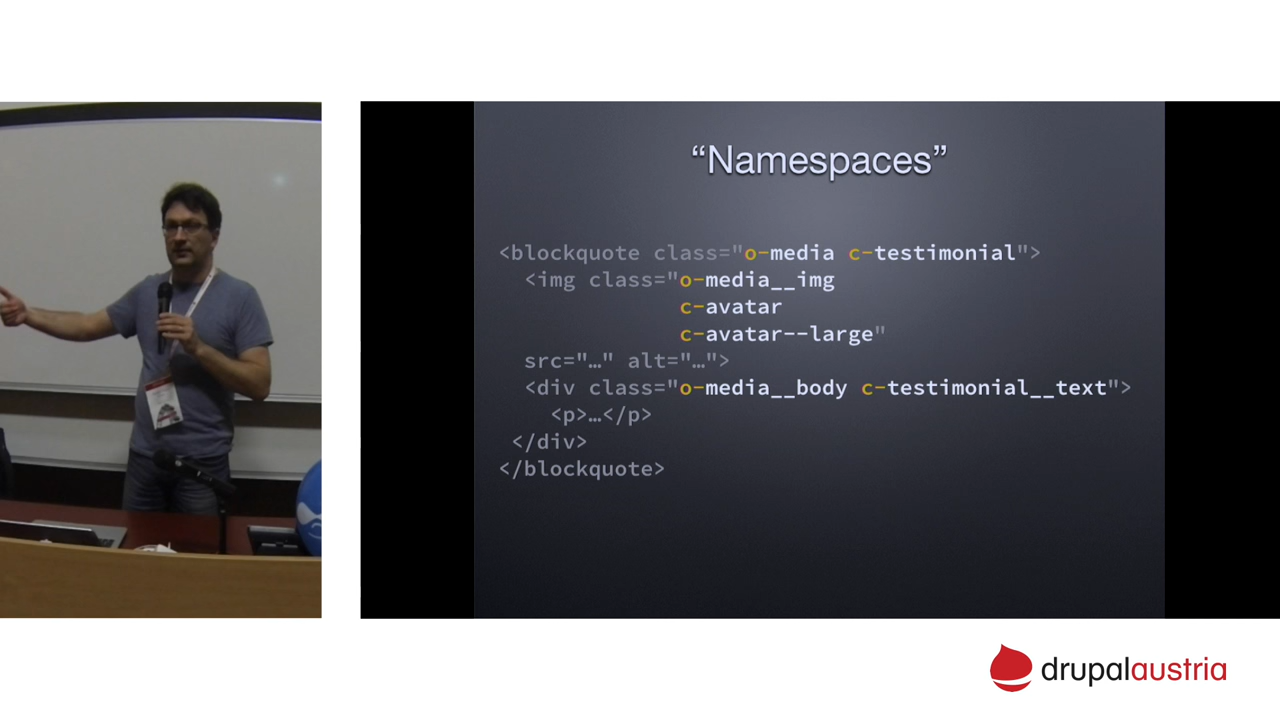 “Namespaces”
<blockquote class="o-media c-testimonial">
<img class="o-media__img
c-avatar
c-avatar--large"
src="…" alt="…">
<div class="o-media__body c-testimonial__text">
<p>…</p>
</div>
</blockquote>
drupalaustria